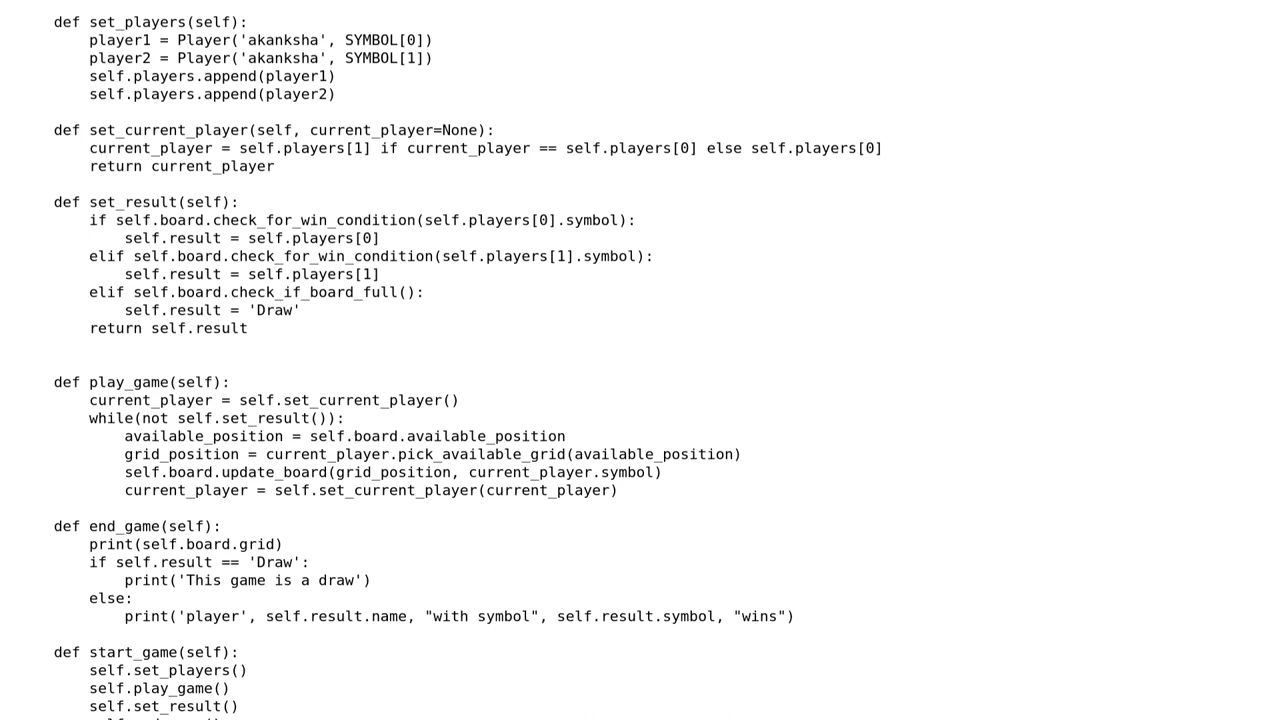 def set_players(self):
    player1 = Player('akanksha', SYMBOL[0])
    player2 = Player('akanksha', SYMBOL[1])
    self.players.append(player1)
    self.players.append(player2)

def set_current_player(self, current_player=None):
    current_player = self.players[1] if current_player == self.players[0] else self.players[0]
    return current_player

def set_result(self):
    if self.board.check_for_win_condition(self.players[0].symbol):
        self.result = self.players[0]
    elif self.board.check_for_win_condition(self.players[1].symbol):
        self.result = self.players[1]
    elif self.board.check_if_board_full():
        self.result = 'Draw'
    return self.result


def play_game(self):
    current_player = self.set_current_player()
    while(not self.set_result()):
        available_position = self.board.available_position
        grid_position = current_player.pick_available_grid(available_position)
        self.board.update_board(grid_position, current_player.symbol)
        current_player = self.set_current_player(current_player)

def end_game(self):
    print(self.board.grid)
    if self.result == 'Draw':
        print('This game is a draw')
    else:
        print('player', self.result.name, "with symbol", self.result.symbol, "wins")

def start_game(self):
    self.set_players()
    self.play_game()
    self.set_result()